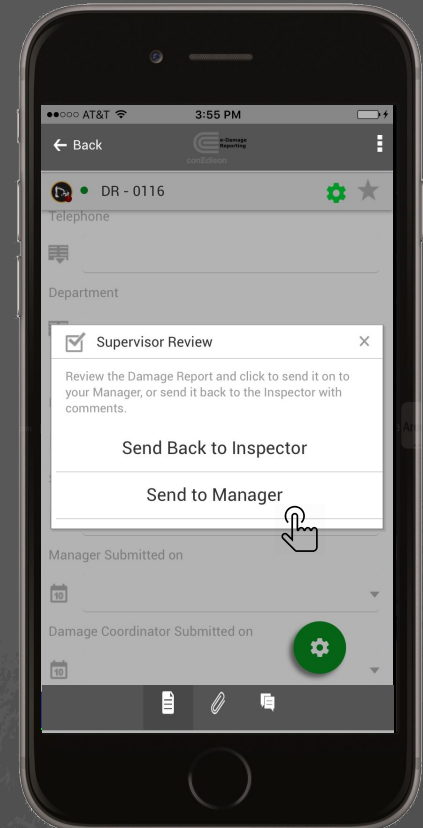 AT&T 3:55 PM
Back
e-Damage
Reporting
conEdison
DR - 0116
Telephone
Department
Supervisor Review
Review the Damage Report and click to send it on to
your Manager, or send it back to the Inspector with
comments.
Send Back to Inspector
Send to Manager
Manager Submitted on
10
Damage Coordinator Submitted on
10